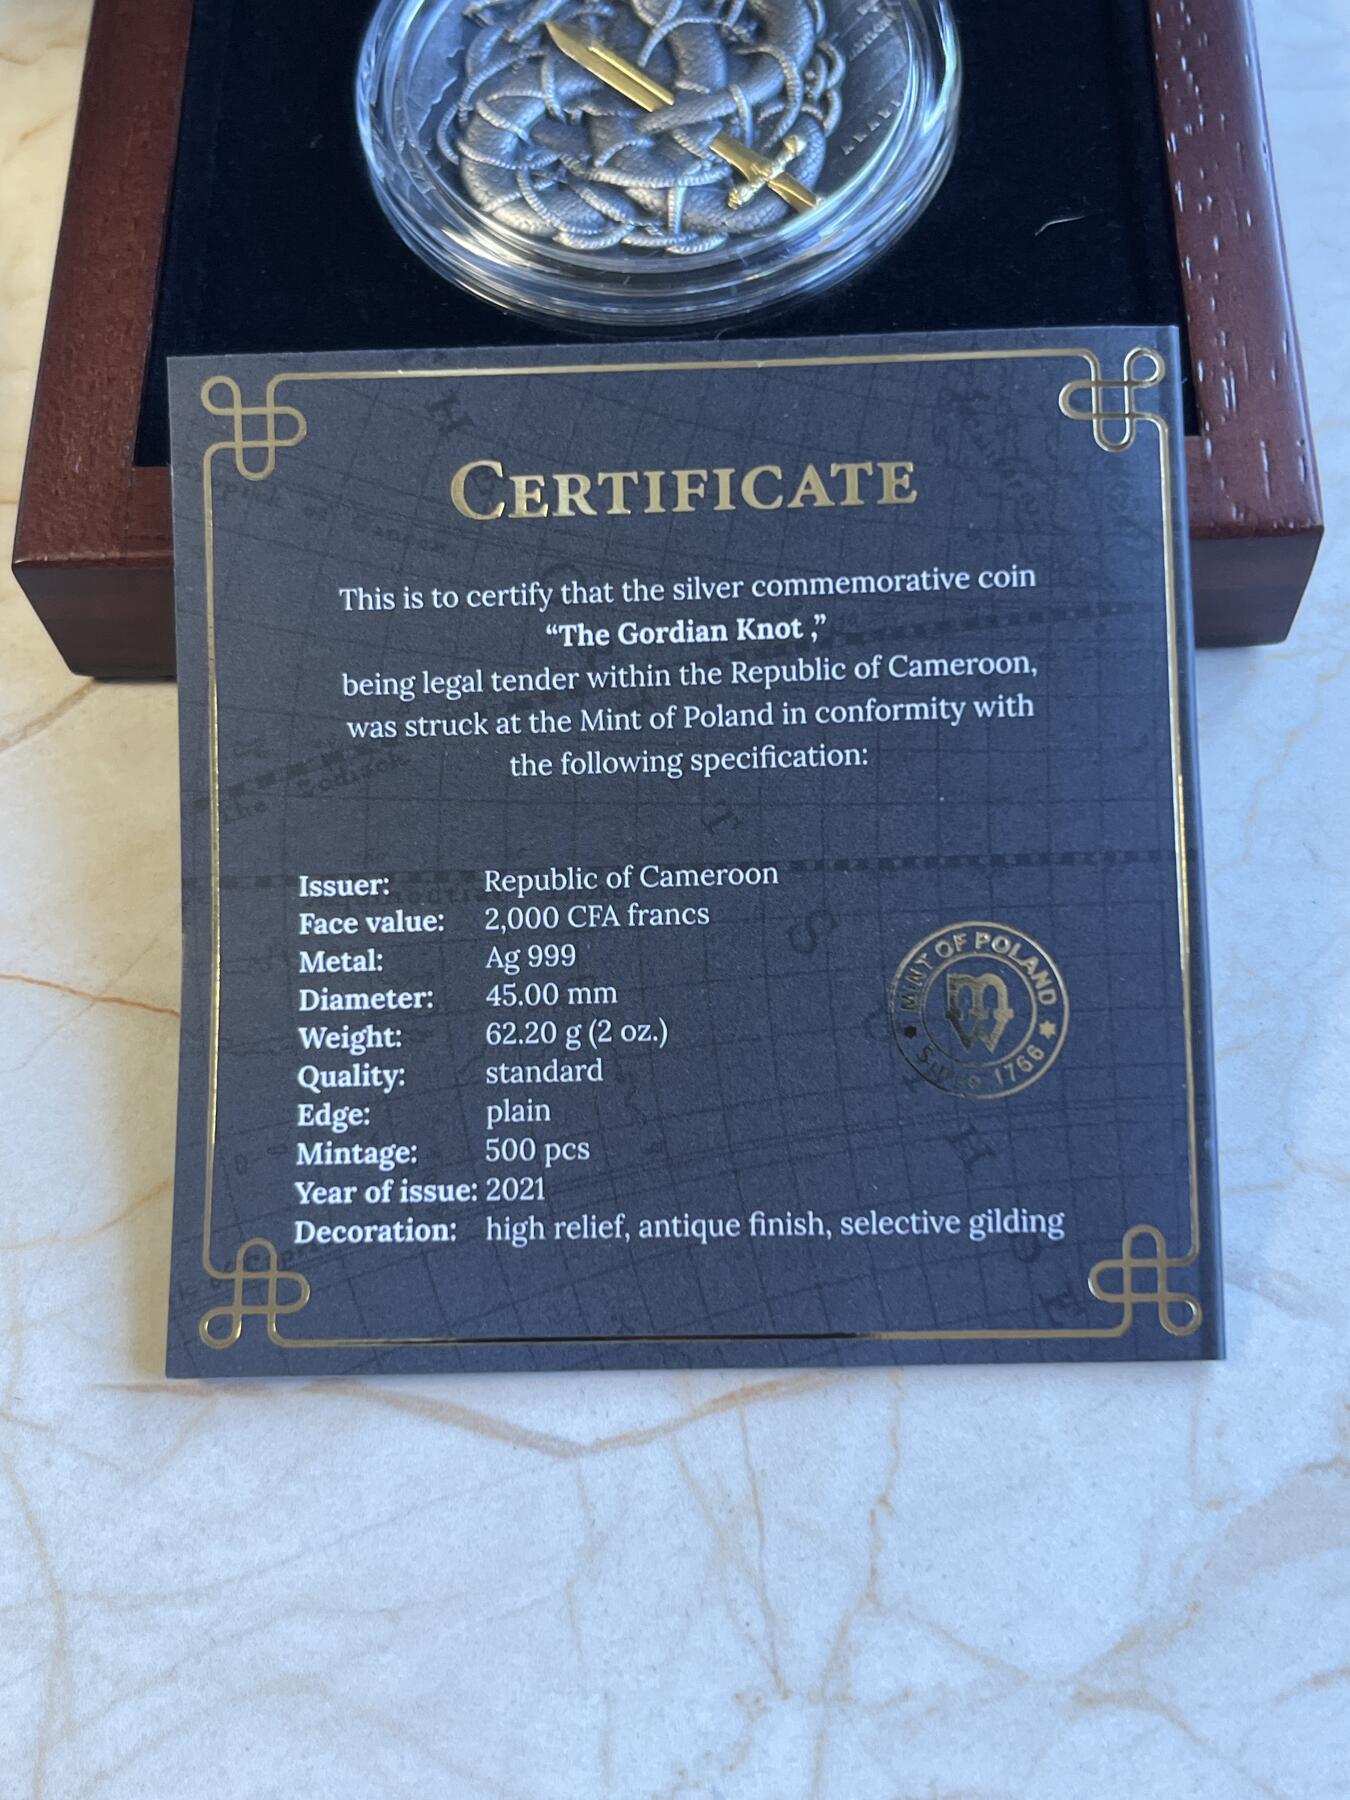 CERTIFICATE
This is to certify that the silver commemorative coin
“The Gordian Knot ,”
being legal tender within the Republic of Cameroon,
was struck at the Mint of Poland in conformity with
the following specification:
Issuer: Republic of Cameroon
Face value: 2,000 CFA francs
Metal: Ag 999
Diameter: 45.00 mm
Weight: 62.20 g (2 oz.)
Quality: standard
Edge: plain
Mintage: 500 pcs
Year of issue: 2021
Decoration: high relief, antique finish, selective gilding
MINT OF POLAND
SINCE 1766
the Zodiack